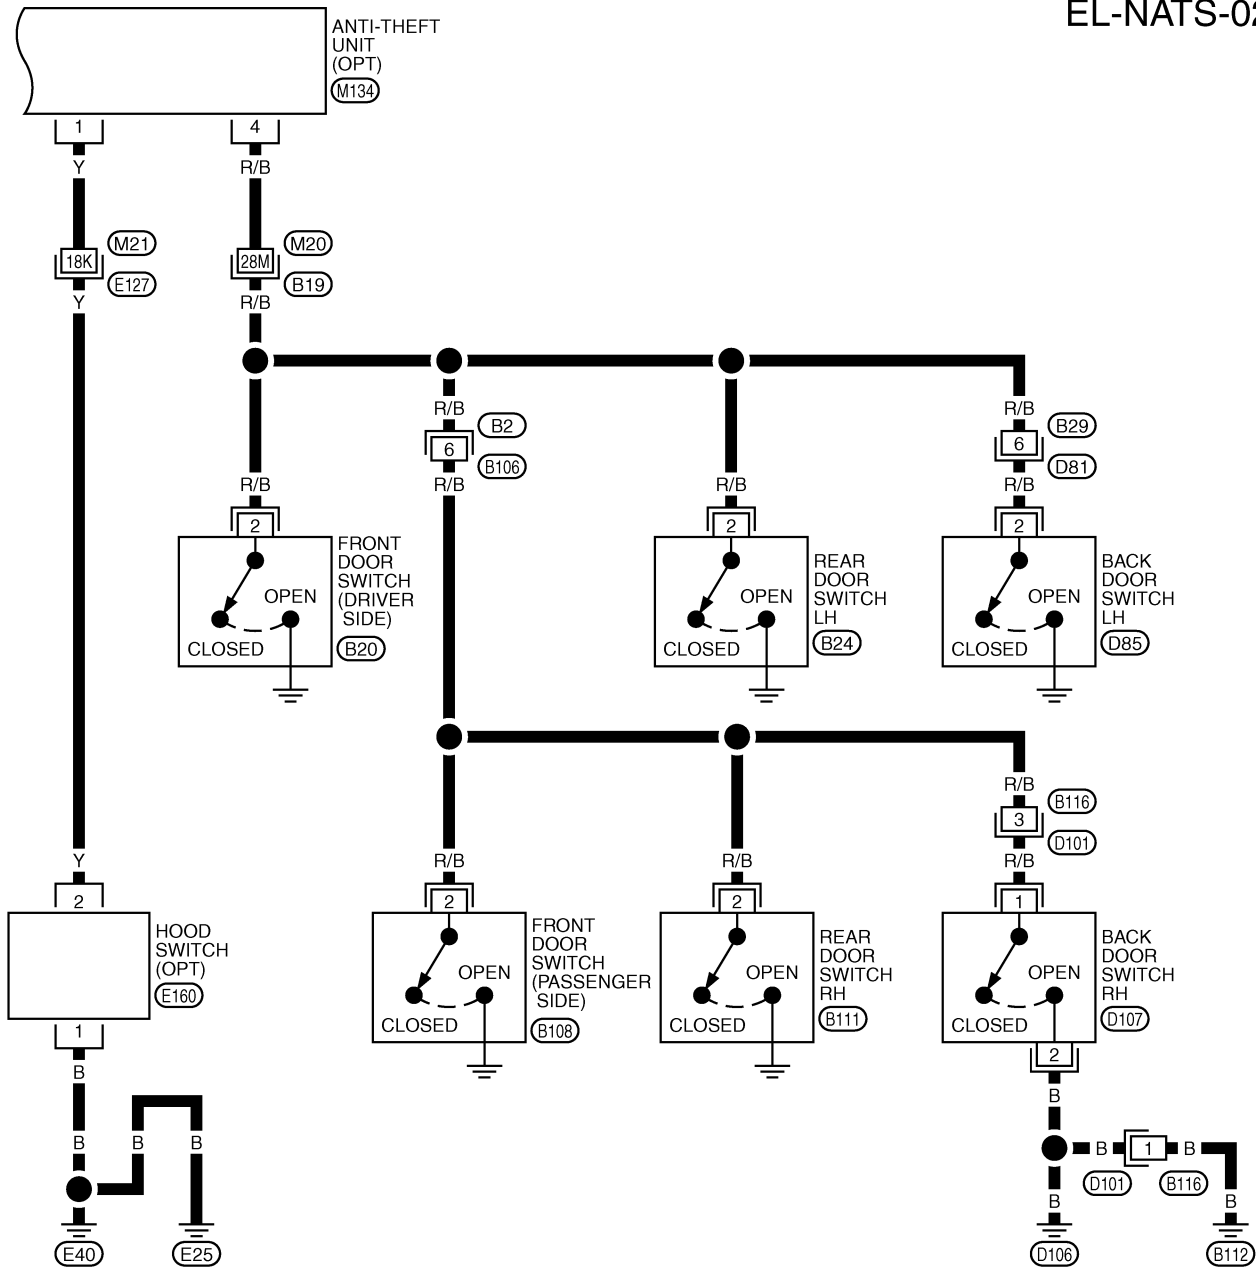 EL-NATS-02
ANTI-THEFT
UNIT
(OPT)
M134
1
4
Y
R/B
M21
M20
18K
28M
E127
B19
Y
R/B
R/B
R/B
B2
B29
6
6
B106
D81
R/B
R/B
R/B
R/B
2
2
2
FRONT
DOOR
SWITCH
(DRIVER
SIDE)
B20
OPEN
CLOSED
REAR
DOOR
SWITCH
LH
B24
OPEN
CLOSED
BACK
DOOR
SWITCH
LH
D85
OPEN
CLOSED
R/B
B116
3
D101
Y
R/B
R/B
R/B
2
2
2
1
HOOD
SWITCH
(OPT)
E160
FRONT
DOOR
SWITCH
(PASSENGER
SIDE)
B108
OPEN
CLOSED
REAR
DOOR
SWITCH
RH
B111
OPEN
CLOSED
BACK
DOOR
SWITCH
RH
D107
OPEN
CLOSED
1
2
B
B
B
B
B
B
1
B
D101
B116
B
B
E40
E25
D106
B112